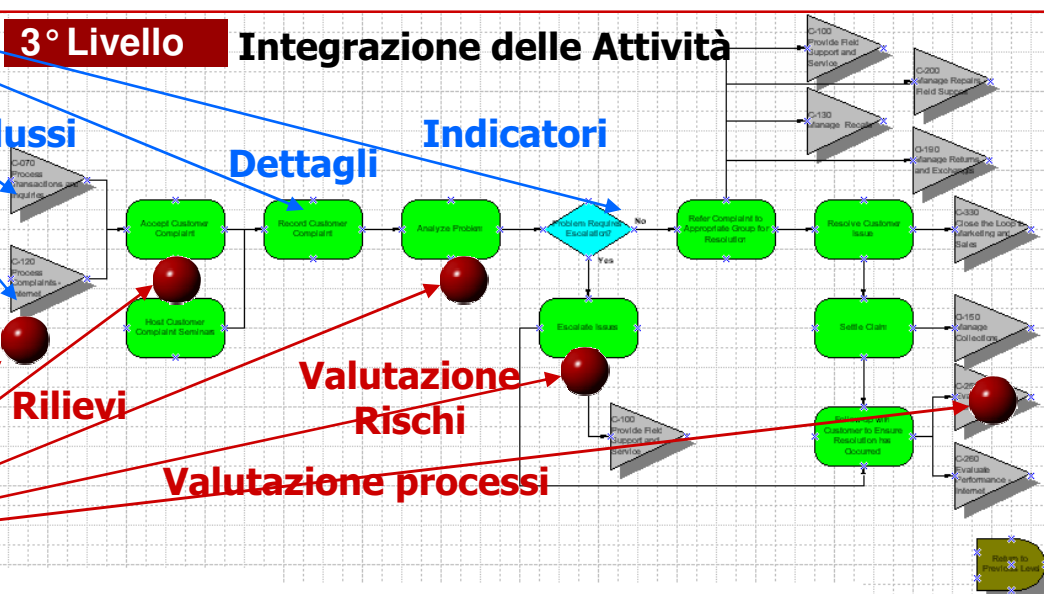 3° Livello
Integrazione delle Attività
C-100
Provide Field
Support and
Service
C-200
Manage Repairs
C-130
Manage Recalls
O-190
Manage Returns
and Exchanges
Indicatori
Dettagli
C-070
Process
Transactions and
Inquiries
C-120
Process
Complaints -
Internet
Accept Customer
Complaint
Host Customer
Complaint Seminars
Record Customer
Complaint
Analyze Problem
Problem Requires
Escalation?
No
Yes
Refer Complaint to
Appropriate Group for
Resolution
Resolve Customer
Issue
C-330
Close the Loop to
Marketing and
Sales
Escalate Issues
Settle Claim
O-150
Manage
Collections
Valutazione
Rischi
Rilievi
C-100
Provide Field
Support and
Service
Customer to Ensure
Resolution has
Occurred
C-260
Evaluate
Performance -
Internet
Valutazione processi
Return to
Previous Level